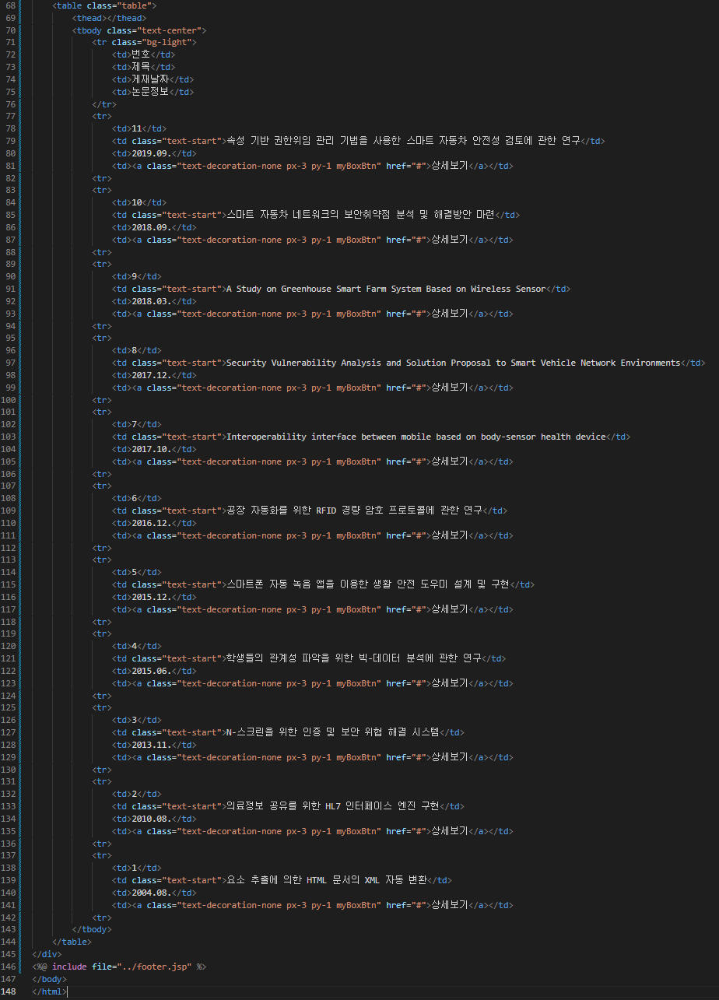 68 <table class="table">
69 <thead></thead>
70 <tbody class="text-center">
71 <tr class="bg-light">
72 <td>번호</td>
73 <td>제목</td>
74 <td>게재날짜</td>
75 <td>논문정보</td>
76 </tr>
77 <tr>
78 <td>11</td>
79 <td class="text-start">속성 기반 권한위임 관리 기법을 사용한 스마트 자동차 안전성 검토에 관한 연구</td>
80 <td>2019.09.</td>
81 <td><a class="text-decoration-none px-3 py-1 myBoxBtn" href="#">상세보기</a></td>
82 <tr>
83 <tr>
84 <td>10</td>
85 <td class="text-start">스마트 자동차 네트워크의 보안취약점 분석 및 해결방안 마련</td>
86 <td>2018.09.</td>
87 <td><a class="text-decoration-none px-3 py-1 myBoxBtn" href="#">상세보기</a></td>
88 <tr>
89 <tr>
90 <td>9</td>
91 <td class="text-start">A Study on Greenhouse Smart Farm System Based on Wireless Sensor</td>
92 <td>2018.03.</td>
93 <td><a class="text-decoration-none px-3 py-1 myBoxBtn" href="#">상세보기</a></td>
94 <tr>
95 <tr>
96 <td>8</td>
97 <td class="text-start">Security Vulnerability Analysis and Solution Proposal to Smart Vehicle Network Environments</td>
98 <td>2017.12.</td>
99 <td><a class="text-decoration-none px-3 py-1 myBoxBtn" href="#">상세보기</a></td>
100 <tr>
101 <tr>
102 <td>7</td>
103 <td class="text-start">Interoperability interface between mobile based on body-sensor health device</td>
104 <td>2017.10.</td>
105 <td><a class="text-decoration-none px-3 py-1 myBoxBtn" href="#">상세보기</a></td>
106 <tr>
107 <tr>
108 <td>6</td>
109 <td class="text-start">공장 자동화를 위한 RFID 경량 암호 프로토콜에 관한 연구</td>
110 <td>2016.12.</td>
111 <td><a class="text-decoration-none px-3 py-1 myBoxBtn" href="#">상세보기</a></td>
112 <tr>
113 <tr>
114 <td>5</td>
115 <td class="text-start">스마트폰 자동 녹음 앱을 이용한 생활 안전 도우미 설계 및 구현</td>
116 <td>2015.12.</td>
117 <td><a class="text-decoration-none px-3 py-1 myBoxBtn" href="#">상세보기</a></td>
118 <tr>
119 <tr>
120 <td>4</td>
121 <td class="text-start">학생들의 관계성 파악을 위한 빅-데이터 분석에 관한 연구</td>
122 <td>2015.06.</td>
123 <td><a class="text-decoration-none px-3 py-1 myBoxBtn" href="#">상세보기</a></td>
124 <tr>
125 <tr>
126 <td>3</td>
127 <td class="text-start">N-스크린을 위한 인증 및 보안 위협 해결 시스템</td>
128 <td>2013.11.</td>
129 <td><a class="text-decoration-none px-3 py-1 myBoxBtn" href="#">상세보기</a></td>
130 <tr>
131 <tr>
132 <td>2</td>
133 <td class="text-start">의료정보 공유를 위한 HL7 인터페이스 엔진 구현</td>
134 <td>2010.08.</td>
135 <td><a class="text-decoration-none px-3 py-1 myBoxBtn" href="#">상세보기</a></td>
136 <tr>
137 <tr>
138 <td>1</td>
139 <td class="text-start">요소 추출에 의한 HTML 문서의 XML 자동 변환</td>
140 <td>2004.08.</td>
141 <td><a class="text-decoration-none px-3 py-1 myBoxBtn" href="#">상세보기</a></td>
142 <tr>
143 </tbody>
144 </table>
145 </div>
146 <%@ include file="../footer.jsp" %>
147 </body>
148 </html>